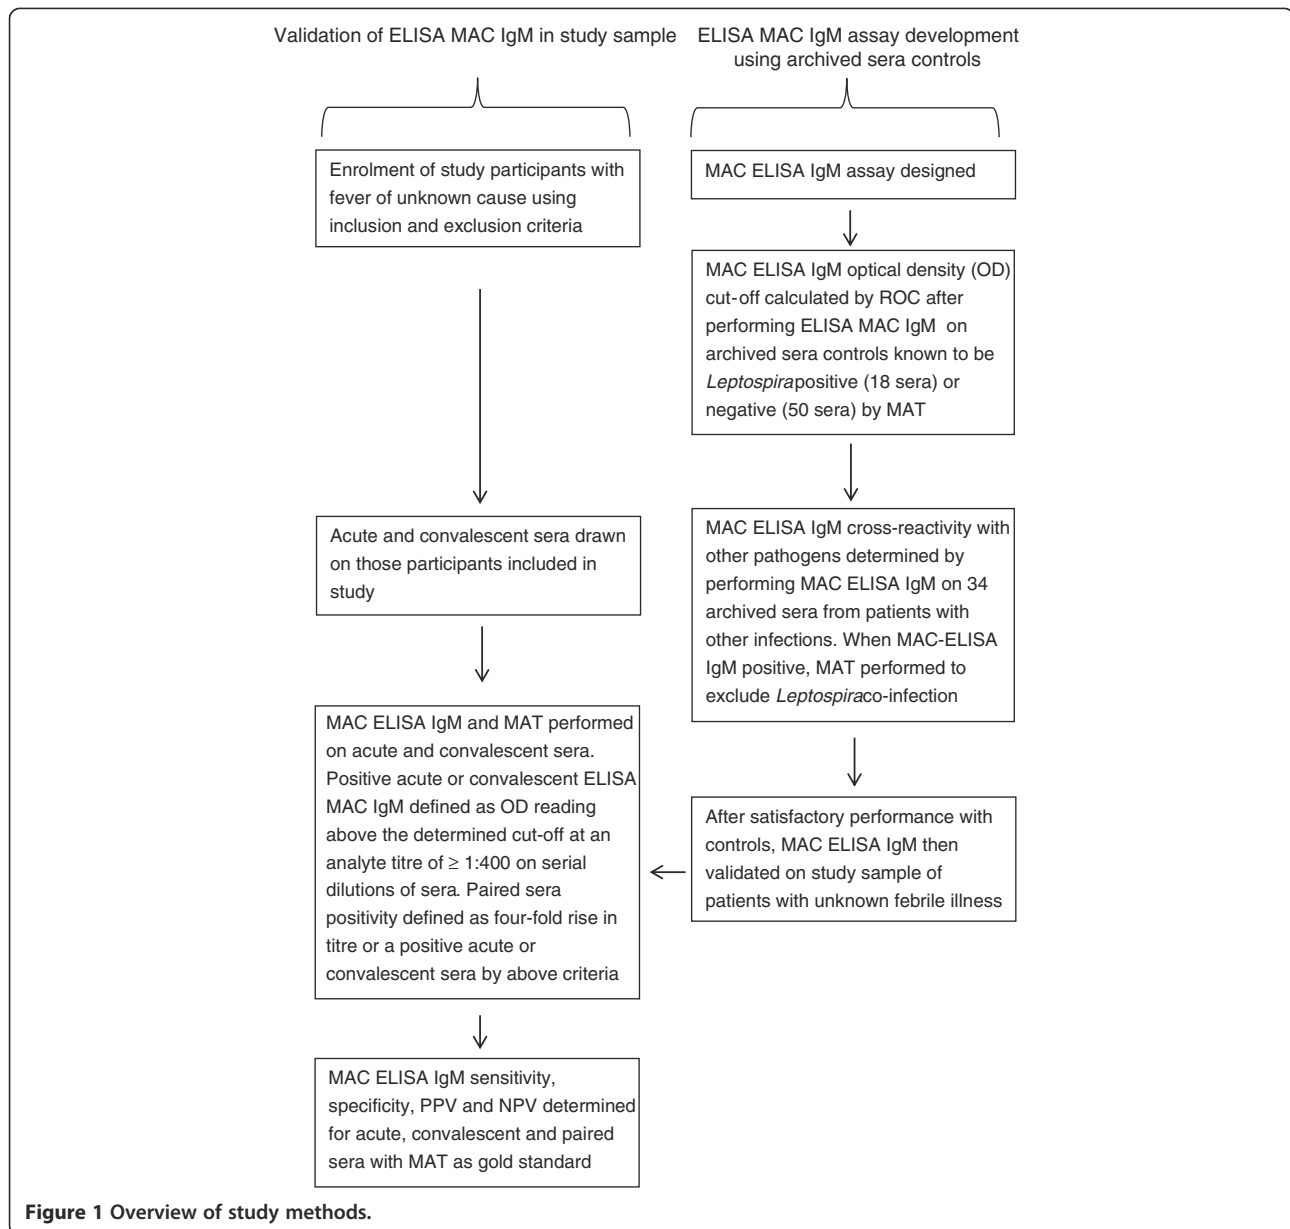 Validation of ELISA MAC IgM in study sample
Enrolment of study participants with
fever of unknown cause using
inclusion and exclusion criteria
Acute and convalescent sera drawn
on those participants included in
study
MAC ELISA IgM and MAT performed
on acute and convalescent sera.
Positive acute or convalescent ELISA
MAC IgM defined as OD reading
above the determined cut-off at an
analyte titre of ≥ 1:400 on serial
dilutions of sera. Paired sera
positivity defined as four-fold rise in
titre or a positive acute or
convalescent sera by above criteria
MAC ELISA IgM sensitivity,
specificity, PPV and NPV determined
for acute, convalescent and paired
sera with MAT as gold standard
ELISA MAC IgM assay development
using archived sera controls
MAC ELISA IgM assay designed
MAC ELISA IgM optical density (OD)
cut-off calculated by ROC after
performing ELISA MAC IgM on
archived sera controls known to be
Leptospirapositive (18 sera) or
negative (50 sera) by MAT
MAC ELISA IgM cross-reactivity with
other pathogens determined by
performing MAC ELISA IgM on 34
archived sera from patients with
other infections. When MAC-ELISA
IgM positive, MAT performed to
exclude Leptospiraco-infection
After satisfactory performance with
controls, MAC ELISA IgM then
validated on study sample of
patients with unknown febrile illness
Figure 1 Overview of study methods.